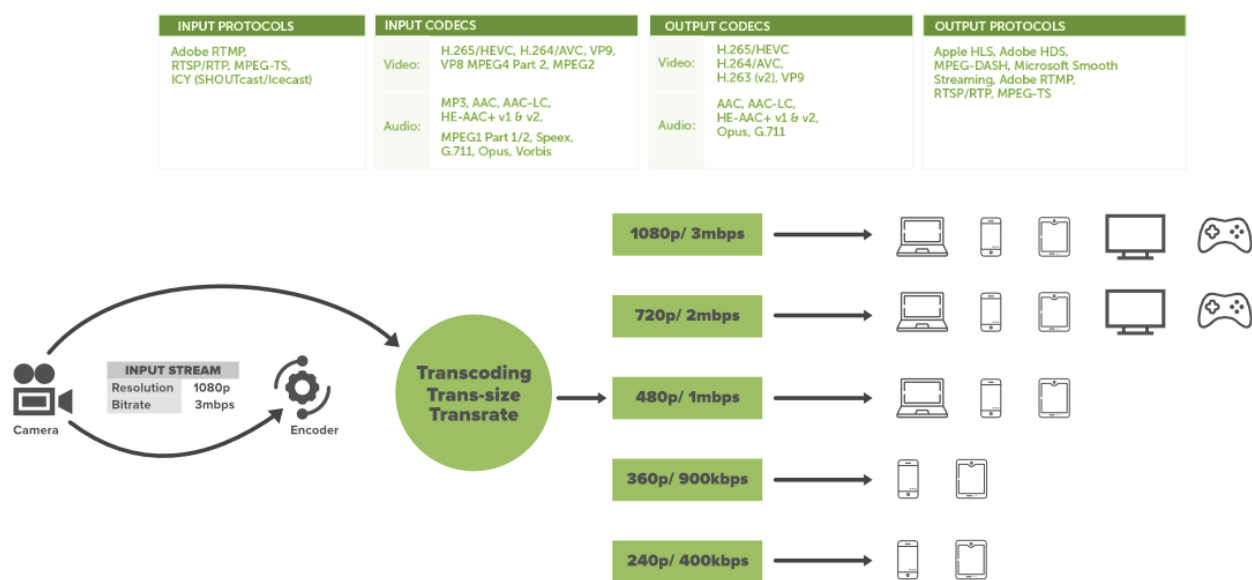 INPUT PROTOCOLS
Adobe RTMP,
RTSP/RTP, MPEG-TS,
ICY (SHOUTcast/Icecast)
INPUT CODECS
Video:
H.265/HEVC, H.264/AVC, VP9,
VP8 MPEG4 Part 2, MPEG2
Audio:
MP3, AAC, AAC-LC,
HE-AAC+ v1 & v2,
MPEG1 Part 1/2, Speex,
G.711, Opus, Vorbis
OUTPUT CODECS
Video:
H.265/HEVC
H.264/AVC,
H.263 (v2), VP9
Audio:
AAC, AAC-LC,
HE-AAC+ v1 & v2,
Opus, G.711
OUTPUT PROTOCOLS
Apple HLS, Adobe HDS,
MPEG-DASH, Microsoft Smooth
Streaming, Adobe RTMP,
RTSP/RTP, MPEG-TS
Camera
INPUT STREAM
Resolution 1080p
Bitrate 3mbps
Encoder
Transcoding
Trans-size
Transrate
1080p/ 3mbps
720p/ 2mbps
480p/ 1mbps
360p/ 900kbps
240p/ 400kbps